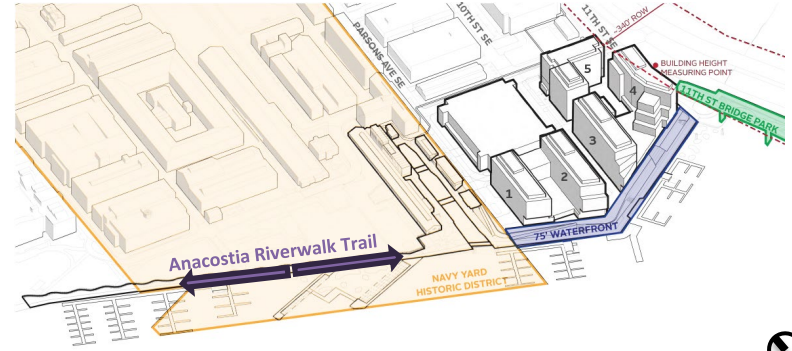 PARSONS AVE SE
10TH ST SE
11TH ST SE
~340' ROW
BUILDING HEIGHT
MEASURING POINT
5
4
11TH ST BRIDGE PARK
3
2
1
75' WATERFRONT
Anacostia Riverwalk Trail
NAVY YARD
HISTORIC DISTRICT